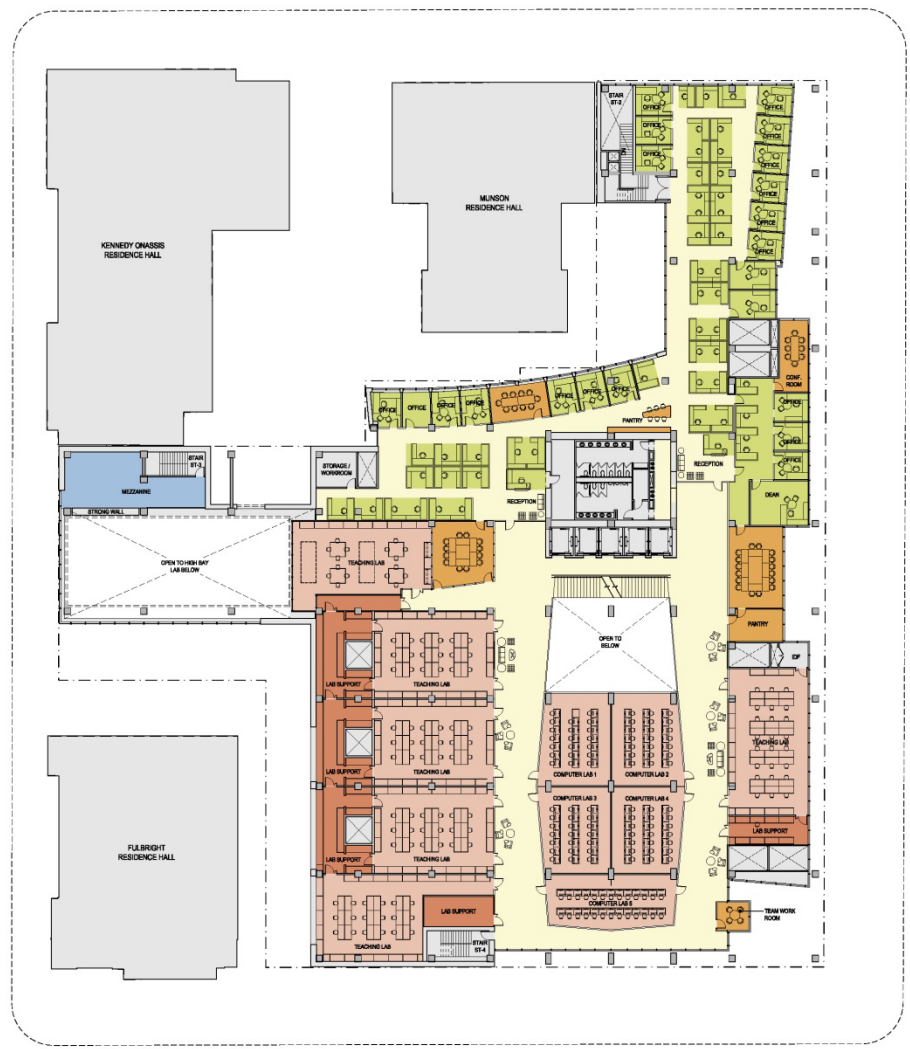 STAIR
ST-2
DN
OFFICE
OFFICE
OFFICE
OFFICE
OFFICE
OFFICE
OFFICE
OFFICE
OFFICE
MUNSON
RESIDENCE HALL
KENNEDY ONASSIS
RESIDENCE HALL
CONF.
ROOM
OFFICE
OFFICE
OFFICE
OFFICE
OFFICE
OFFICE
OFFICE
OFFICE
OFFICE
OFFICE
PANTRY
STAIR
ST-3
MEZZANINE
STORAGE /
WORKROOM
RECEPTION
RECEPTION
DEAN
STRONG WALL
OPEN TO HIGH BAY
LAB BELOW
TEACHING LAB
PANTRY
OPEN TO
BELOW
IDF
LAB SUPPORT
TEACHING LAB
TEACHING LAB
LAB SUPPORT
TEACHING LAB
COMPUTER LAB 1
COMPUTER LAB 2
COMPUTER LAB 3
COMPUTER LAB 4
LAB SUPPORT
FULBRIGHT
RESIDENCE HALL
LAB SUPPORT
TEACHING LAB
COMPUTER LAB 5
LAB SUPPORT
TEAM WORK
ROOM
STAIR
ST-4
TEACHING LAB